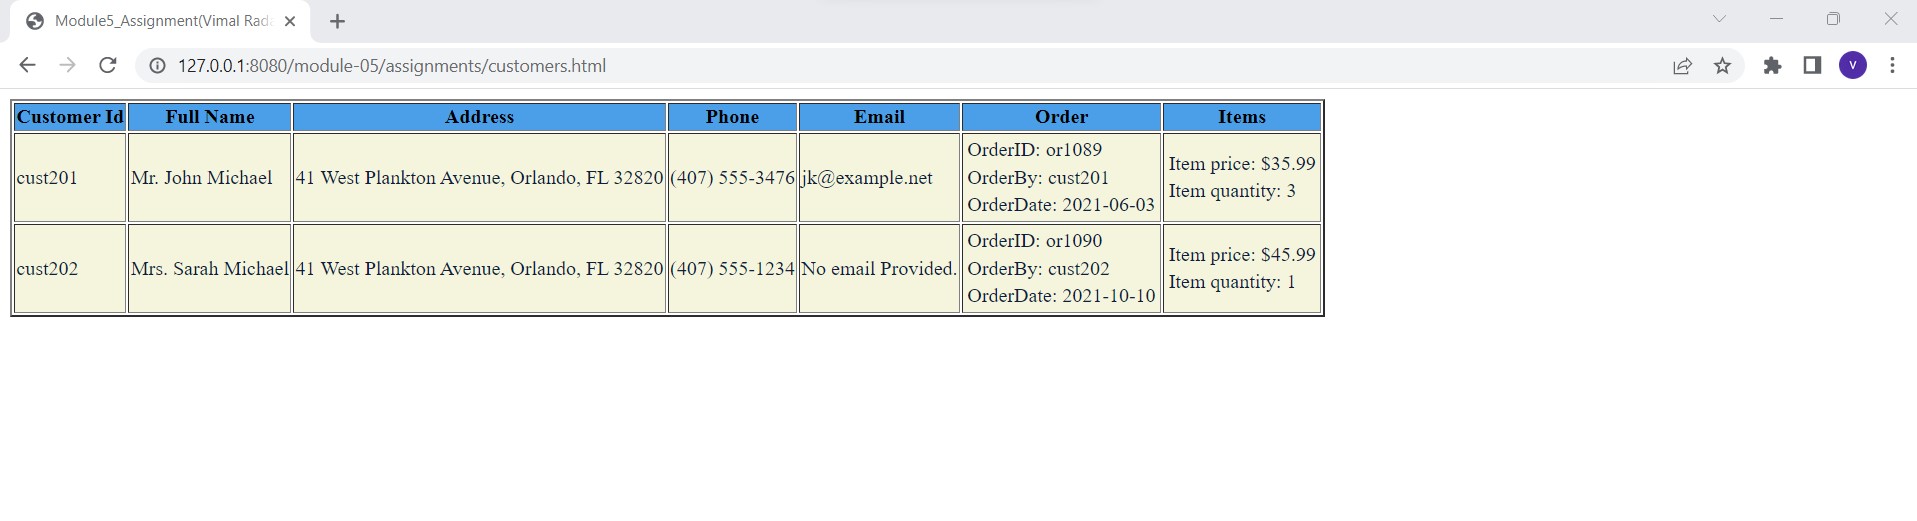 Module5_Assignment(Vimal Rada
127.0.0.1:8080/module-05/assignments/customers.html
V
Customer Id Full Name Address Phone Email Order Items
cust201 Mr. John Michael 41 West Plankton Avenue, Orlando, FL 32820 (407) 555-3476 jk@example.net
OrderID: or1089
OrderBy: cust201
OrderDate: 2021-06-03
Item price: $35.99
Item quantity: 3
cust202 Mrs. Sarah Michael 41 West Plankton Avenue, Orlando, FL 32820 (407) 555-1234 No email Provided.
OrderID: or1090
OrderBy: cust202
OrderDate: 2021-10-10
Item price: $45.99
Item quantity: 1